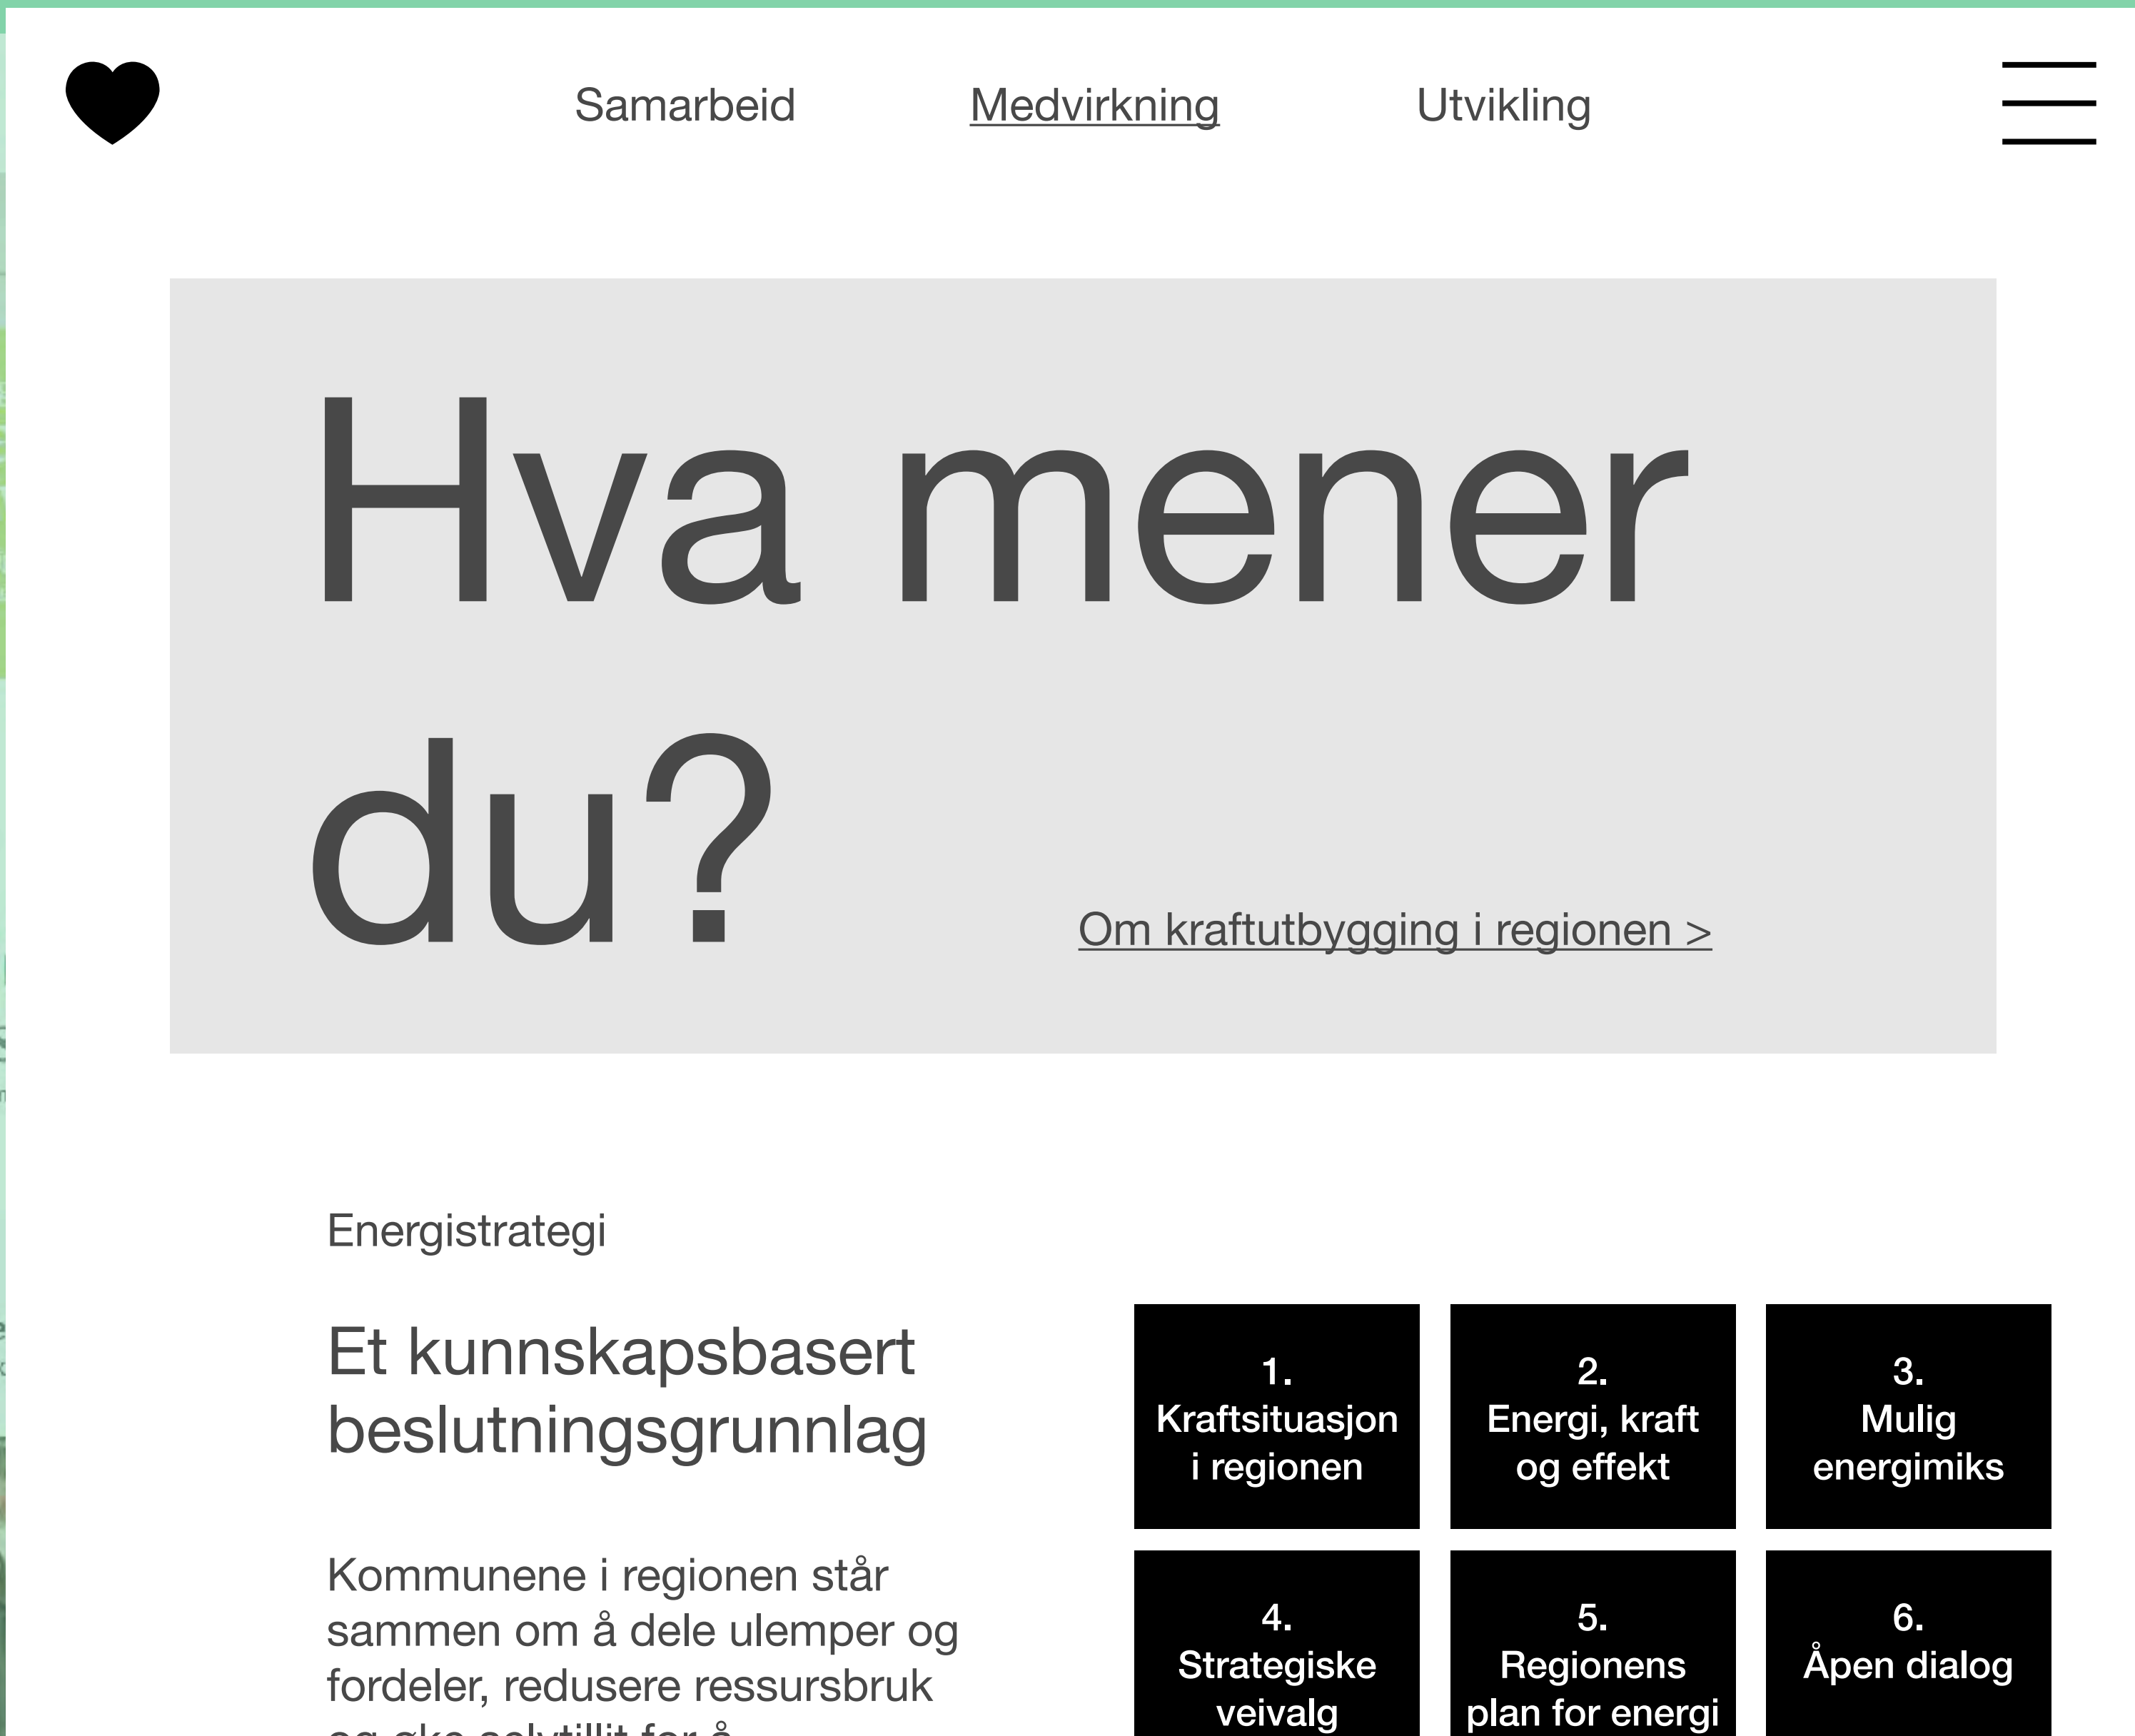 Samarbeid
Medvirkning
Utvikling
Hva mener
du?
Om kraftutbygging i regionen >
Energistrategi
Et kunnskapsbasert
beslutningsgrunnlag
Kommunene i regionen står
sammen om å dele ulemper og
fordeler, redusere ressursbruk
1.
Kraftsituasjon
i regionen
2.
Energi, kraft
og effekt
3.
Mulig
energimiks
4.
Strategiske
veivalg
5.
Regionens
plan for energi
6.
Åpen dialog